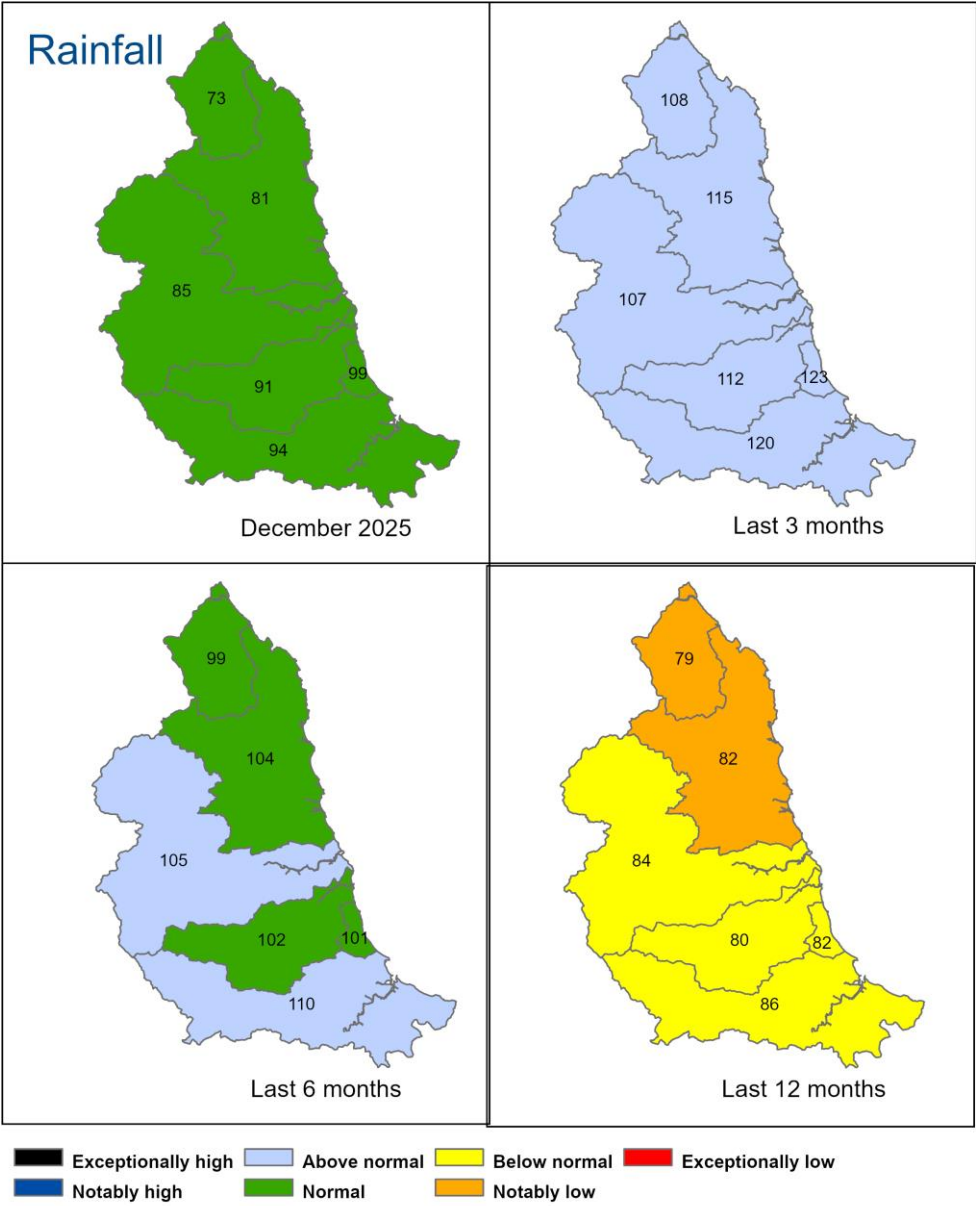 Rainfall
73
81
85
99
91
94
December 2025
108
115
107
112
123
120
Last 3 months
99
104
105
102
101
110
Last 6 months
79
82
84
80
82
86
Last 12 months
Exceptionally high
Above normal
Below normal
Exceptionally low
Notably high
Normal
Notably low